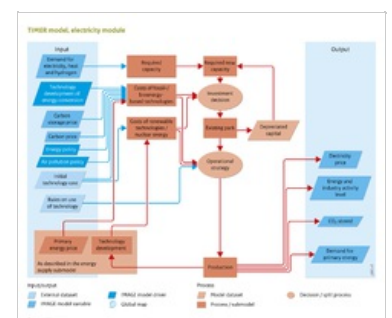 TIMER model, electricity module
Input
Output
Demand for
electricity, heat
and hydrogen
Required
capacity
Required new
capacity
Technology
development of
energy conversion
Costs of fossil-/
bioenergy
based technologies
Investment
decision
Carbon
storage price
Carbon price
Costs of renewable
technologies /
nuclear energy
Existing park
Depreciated
capital
Energy policy
Air pollution policy
Electricity
price
Initial
technology cost
Operational
strategy
Energy and
industry activity
level
Rules on use
of technology
CO2 stored
Primary
energy price
Technology
development
Demand for
primary energy
As described in the energy
supply submodel
Production
Input/output
Process
External dataset
IMAGE model driver
Model dataset
Decision / split process
IMAGE model variable
Global map
Process / submodel